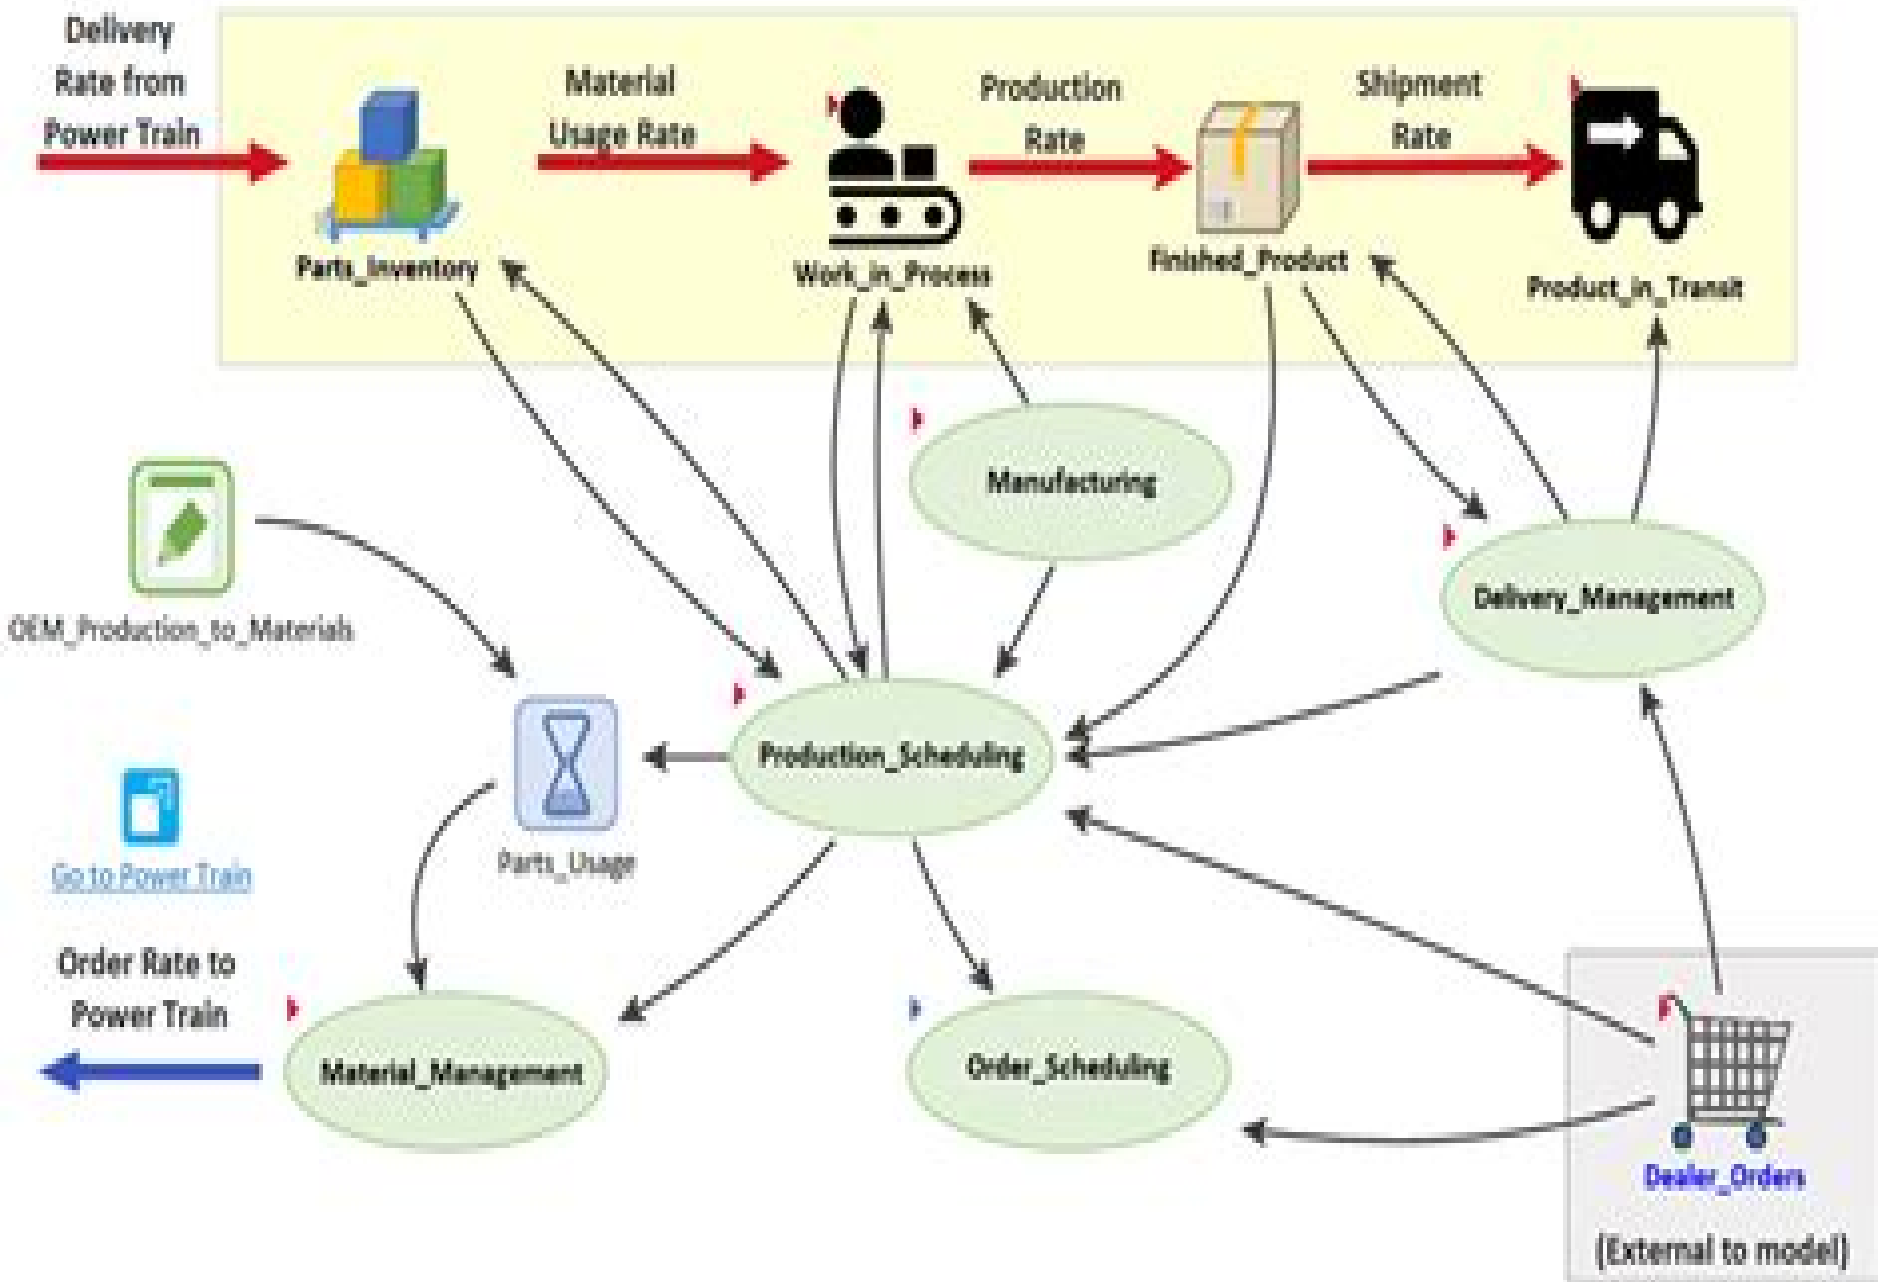 Delivery
Rate from
Power Train
Material
Usage Rate
Production
Rate
Shipment
Rate
Parts_Inventory
Work_in_Process
Finished_Product
Product_in_Transit
Manufacturing
OEM_Production_to_Materials
Delivery_Management
Production_Scheduling
Parts_Usage
Go to Power Train
Order Rate to
Power Train
Material_Management
Order_Scheduling
Dealer_Orders
(External to model)